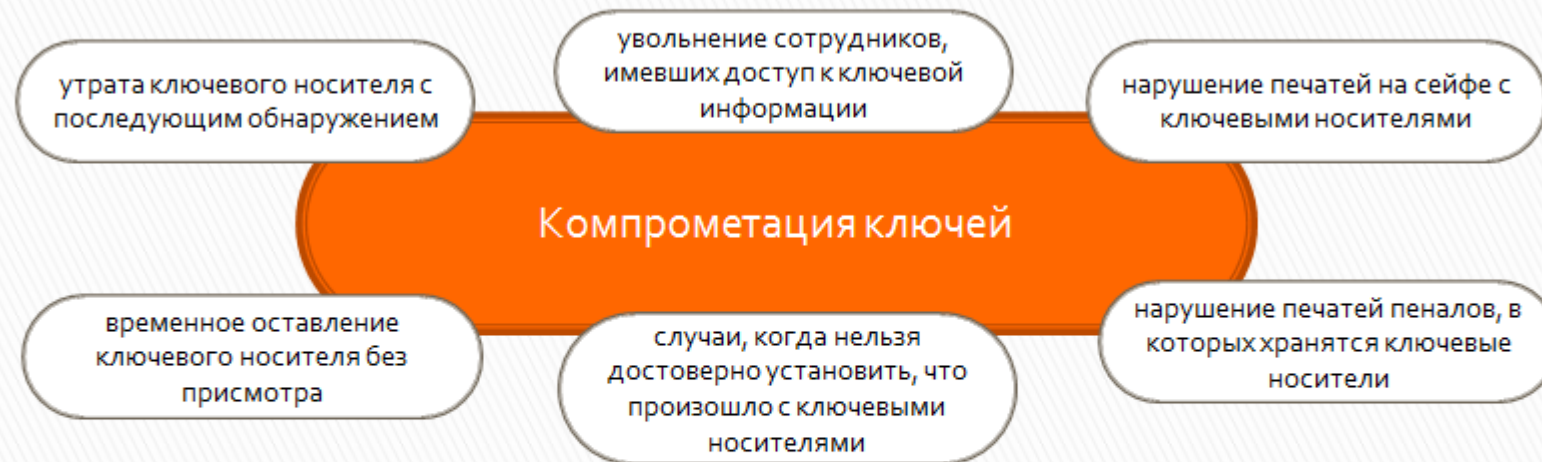 утрата ключевого носителя с
последующим обнаружением
увольнение сотрудников,
имевших доступ к ключевой
информации
нарушение печатей на сейфе с
ключевыми носителями
Компрометация ключей
временное оставление
ключевого носителя без
присмотра
случаи, когда нельзя
достоверно установить, что
произошло с ключевыми
носителями
нарушение печатей пеналов, в
которых хранятся ключевые
носители